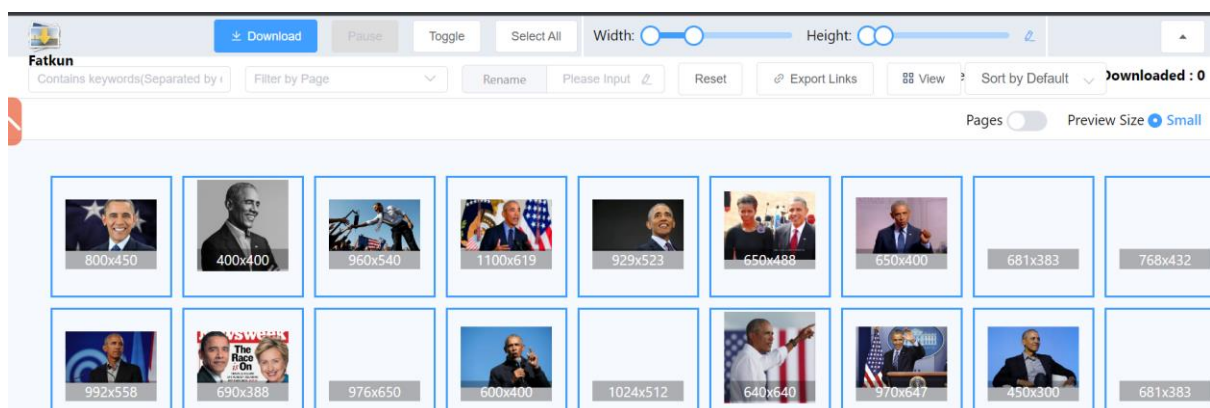 Download Pause Toggle Select All Width: Height:
Fatkun
Contains keywords(Separated by Filter by Page Rename Please Input Reset Export Links View Sort by Default Downloaded : 0
Pages Preview Size Small
800x450 400x400 960x540 1100x619 929x523 650x488 650x400 681x383 768x432
Newsweek
The
Race
Is On
992x558 690x388 976x650 600x400 1024x512 640x640 970x647 450x300 681x383